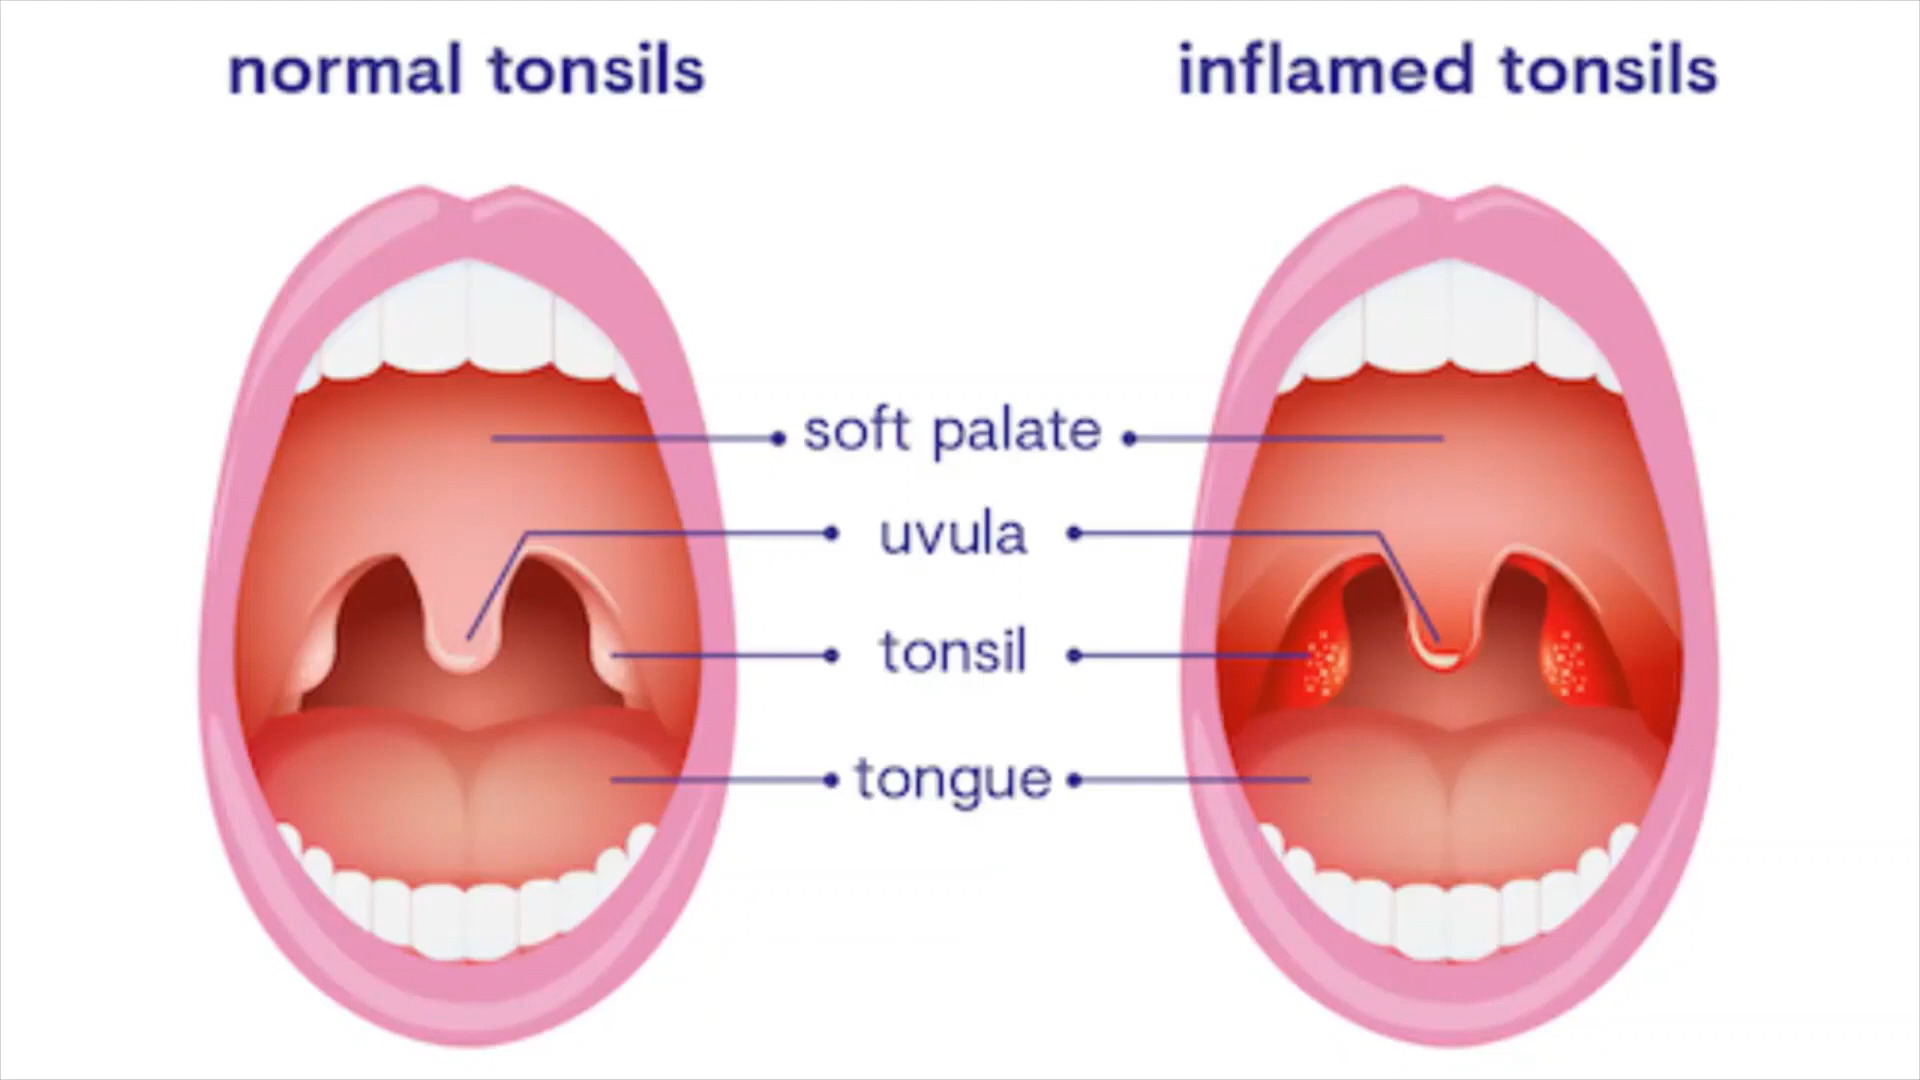 normal tonsils
inflamed tonsils
soft palate
uvula
tonsil
tongue